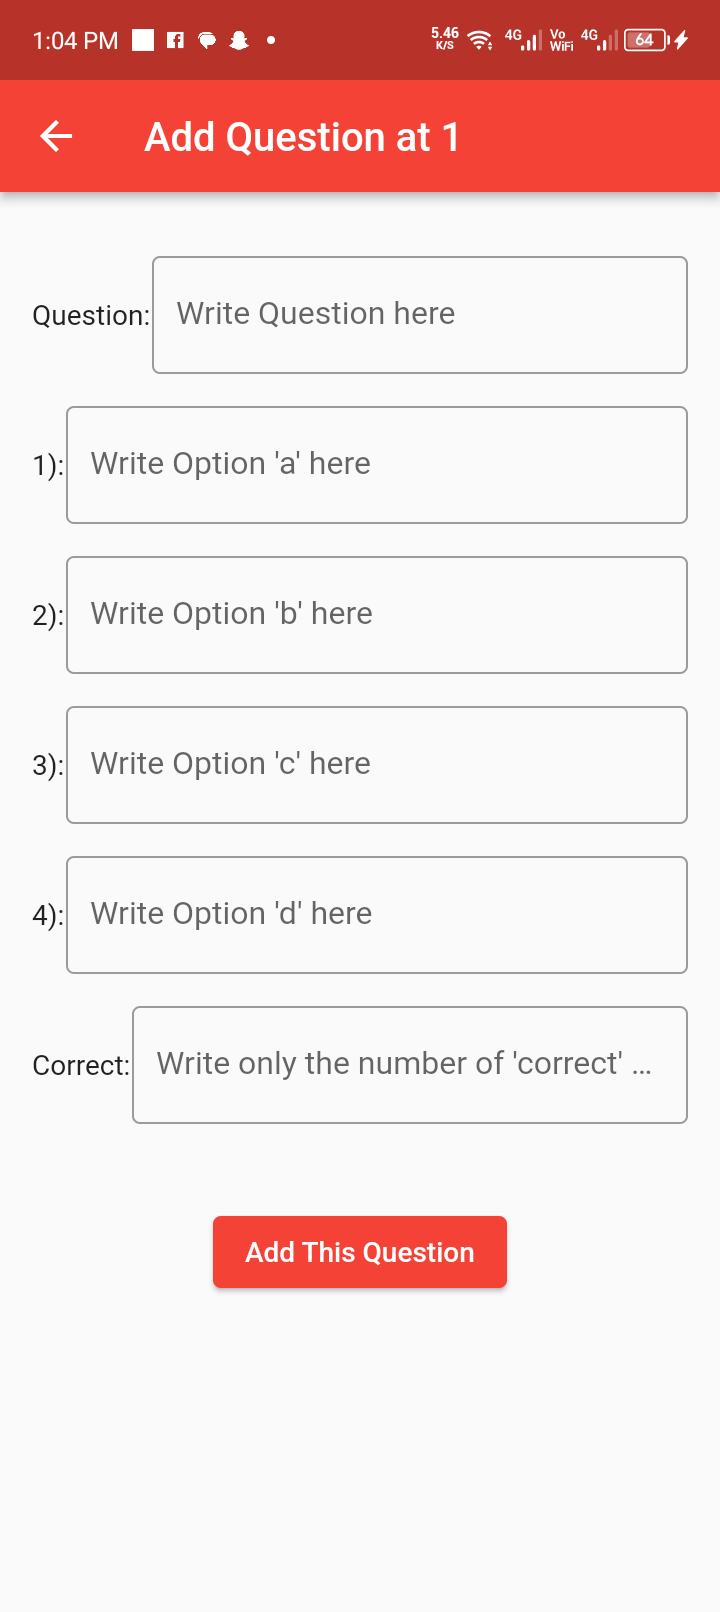 1:04 PM 5.46 K/S 4G Vo WiFi 4G 64
Add Question at 1
Question: Write Question here
1): Write Option 'a' here
2): Write Option 'b' here
3): Write Option 'c' here
4): Write Option 'd' here
Correct: Write only the number of 'correct' ...
Add This Question